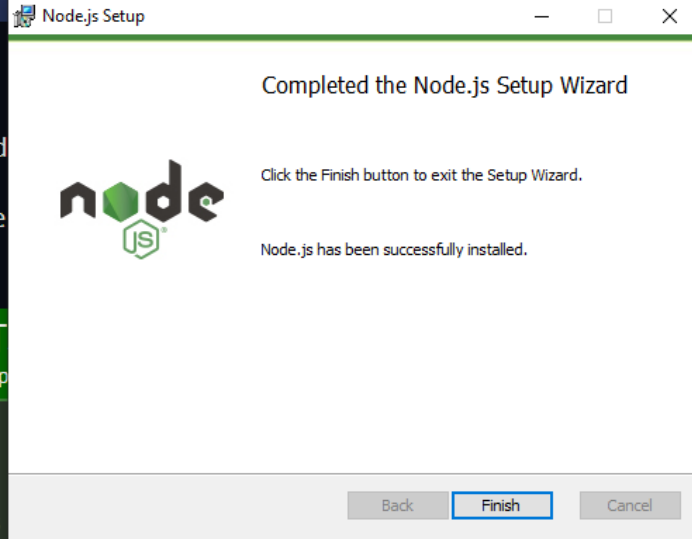 Node.js Setup
Completed the Node.js Setup Wizard
Click the Finish button to exit the Setup Wizard.
node
JS
®
Node.js has been successfully installed.
Back
Finish
Cancel